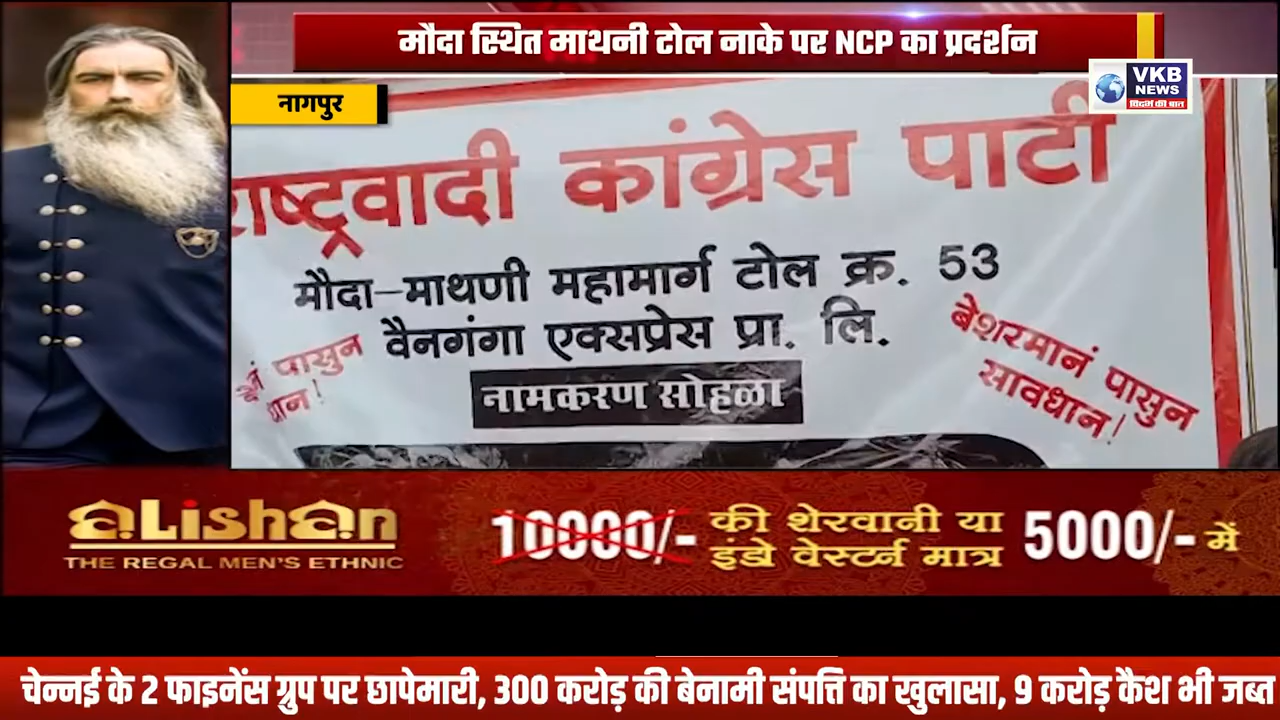 मौदा स्थित माथनी टोल नाके पर NCP का प्रदर्शन
VKB
NEWS
विदर्भ की बात
नागपुर
राष्ट्रवादी कांग्रेस पार्टी
मौदा-माथणी महामार्ग टोल क्र. 53
वैनगंगा एक्सप्रेस प्रा. लि.
पासुन
बेशरमानं पासुन
सावधान!
नामकरण सोहळा
aLishan
THE REGAL MEN'S ETHNIC
10000/- की शेरवानी या 5000/- में
इंडो वेस्टर्न मात्र
चेन्नई के 2 फाइनेंस ग्रुप पर छापेमारी, 300 करोड़ की बेनामी संपत्ति का खुलासा, 9 करोड़ कैश भी जब्त